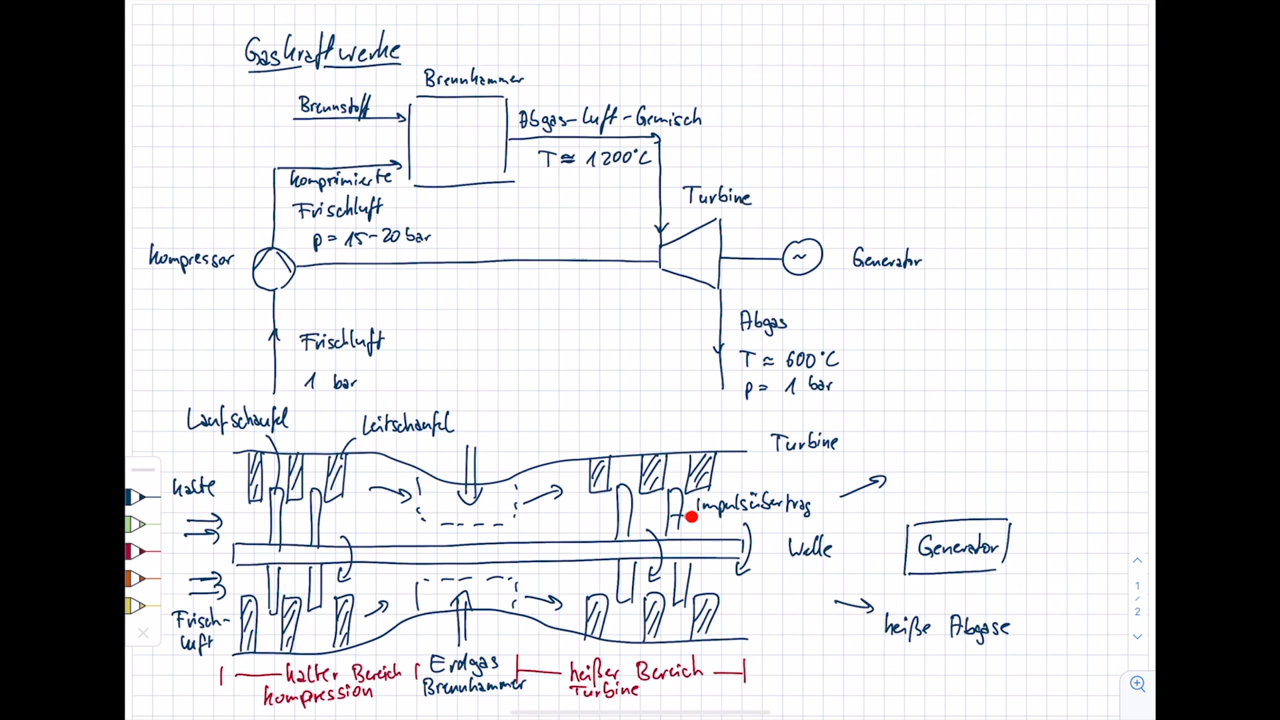 Gaskraftwerke
Brennkammer
Brennstoff
Abgas-Luft-Gemisch
T ≈ 1200°C
komprimierte
Frischluft
p = 15-20 bar
Turbine
Kompressor
~
Generator
Frischluft
1 bar
Abgas
T ≈ 600°C
p = 1 bar
Laufschaufel
Leitschaufel
Turbine
kalte
Impulsübertrag
Welle
Generator
Frisch-
luft
heiße Abgase
kalter Bereich
Kompression
Erdgas
Brennkammer
heißer Bereich
Turbine
1
/
2